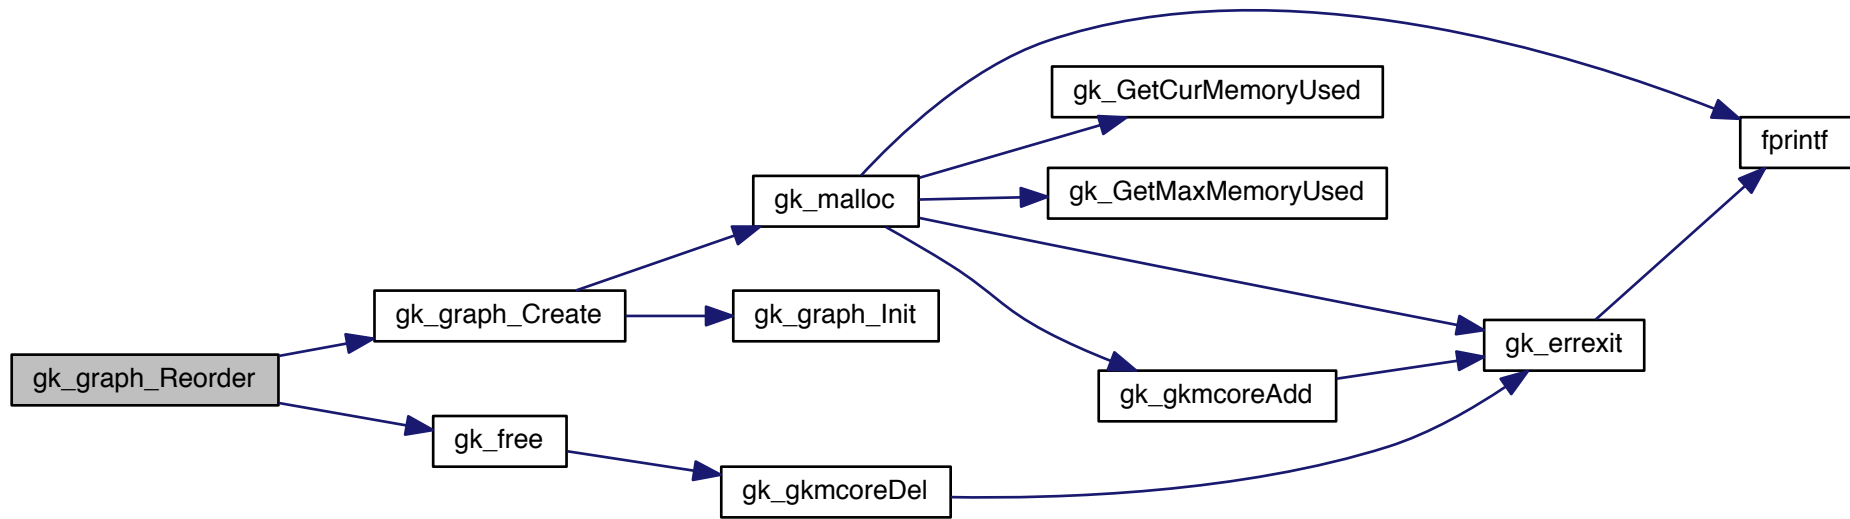 gk_graph_Reorder
gk_graph_Create
gk_free
gk_malloc
gk_graph_Init
gk_gkmcoreDel
gk_GetCurMemoryUsed
gk_GetMaxMemoryUsed
gk_gkmcoreAdd
gk_errexit
fprintf